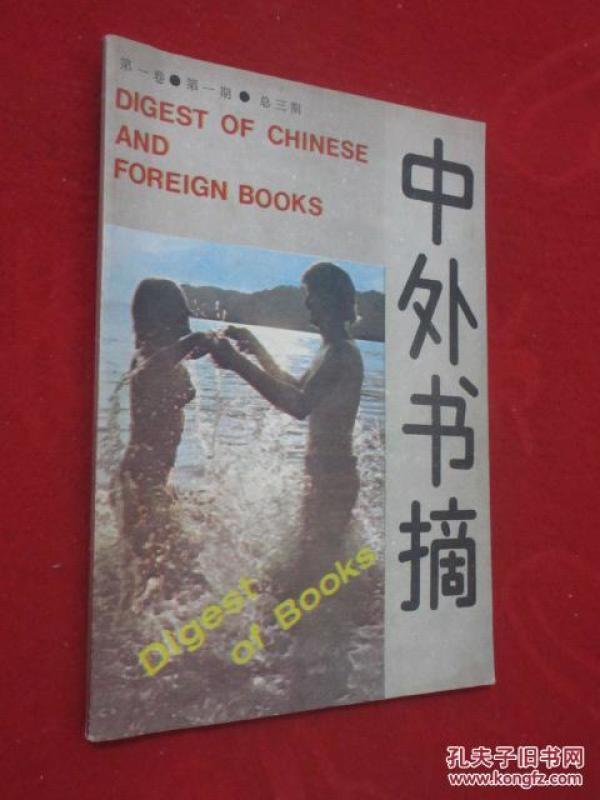 第一卷●第一期●总三期
DIGEST OF CHINESE
AND
FOREIGN BOOKS
中外书摘
Digest
of Books
孔夫子旧书网
www.kongfz.com